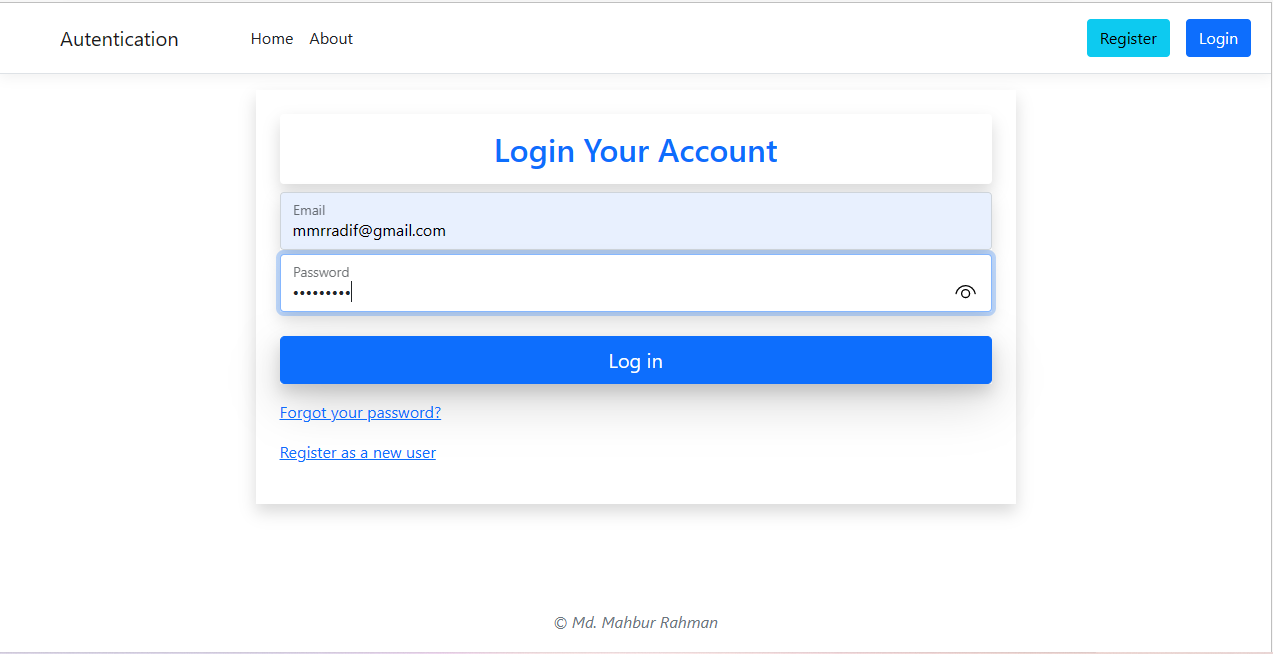 Autentication Home About Register Login
Login Your Account
Email
mmrradif@gmail.com
Password
•••••••••
Log in
Forgot your password?
Register as a new user
© Md. Mahbur Rahman